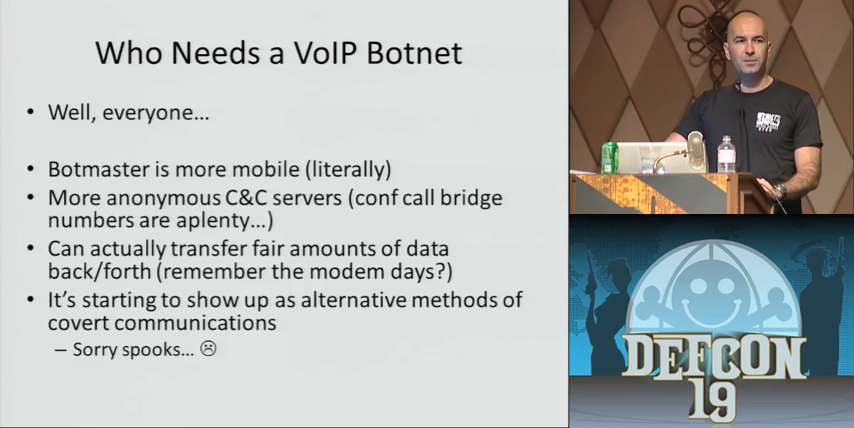 Who Needs a VoIP Botnet
• Well, everyone...
• Botmaster is more mobile (literally)
• More anonymous C&C servers (conf call bridge
numbers are aplenty...)
• Can actually transfer fair amounts of data
back/forth (remember the modem days?)
• It's starting to show up as alternative methods of
covert communications
– Sorry spooks... ☹
DEFCON
19